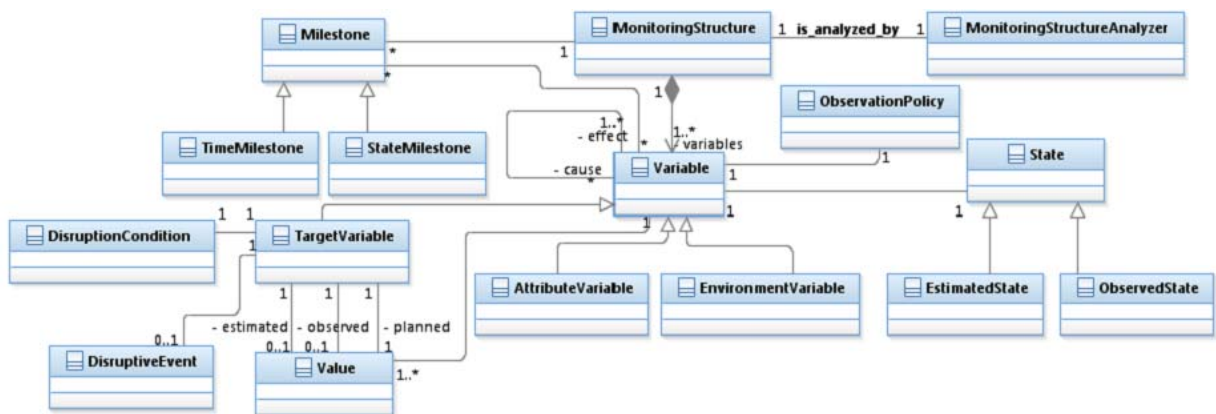 Milestone
MonitoringStructure
1 is_analyzed_by 1
MonitoringStructureAnalyzer
*
1
*
1
ObservationPolicy
TimeMilestone
StateMilestone
1..*
- effect
*
1..*
- variables
- cause
*
Variable
1
1
State
1
1
DisruptionCondition
1
1
TargetVariable
1
1
AttributeVariable
EnvironmentVariable
EstimatedState
ObservedState
1
1
1
- estimated
- observed
- planned
0..1
DisruptiveEvent
0..1
0..1
1
Value
1..*